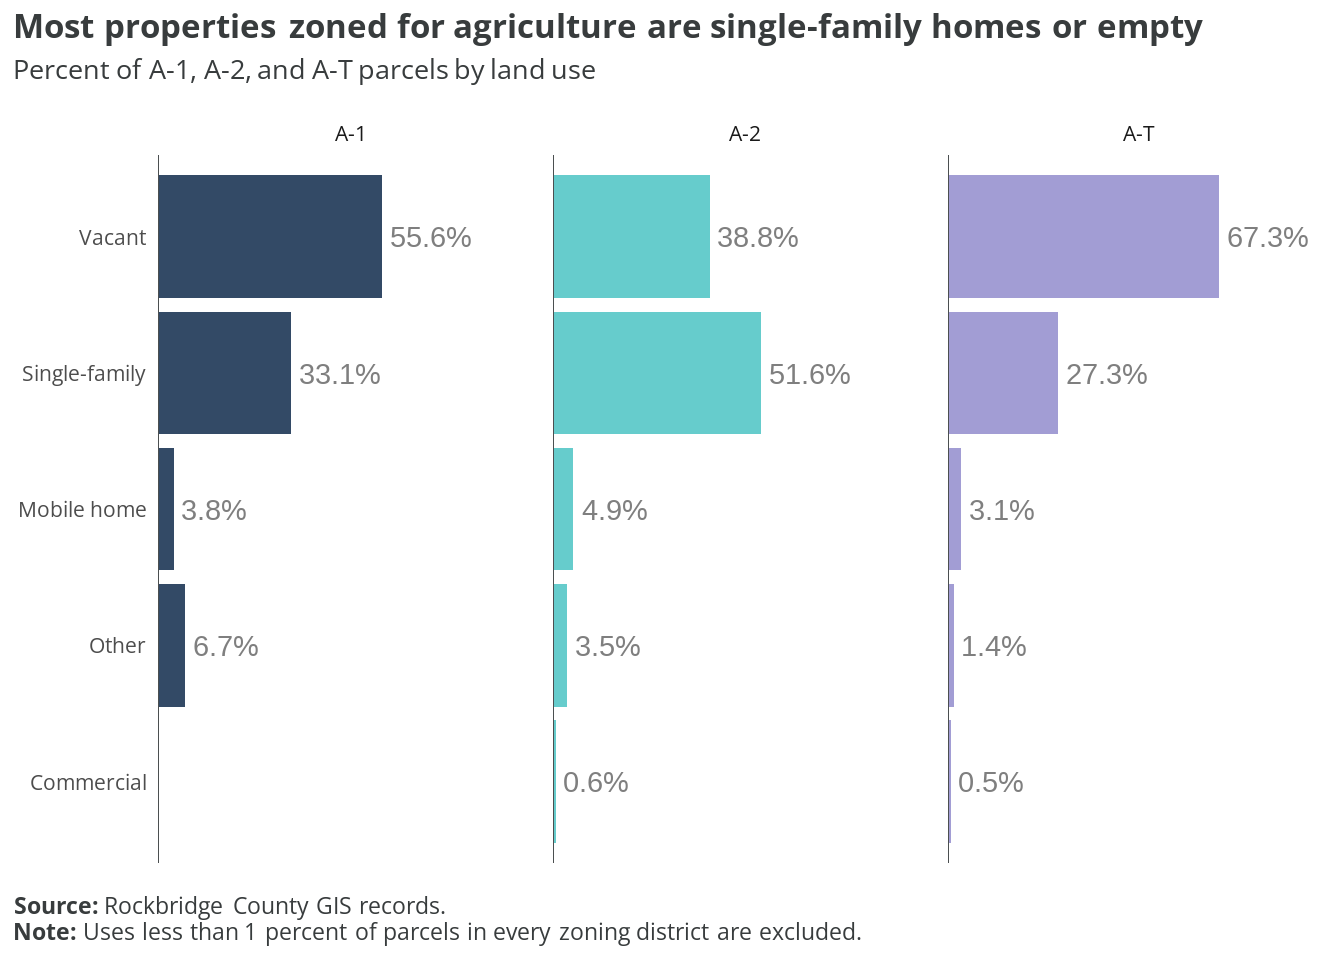 Most properties zoned for agriculture are single-family homes or empty
Percent of A-1, A-2, and A-T parcels by land use
A-1 A-2 A-T
Vacant 55.6% 38.8% 67.3%
Single-family 33.1% 51.6% 27.3%
Mobile home 3.8% 4.9% 3.1%
Other 6.7% 3.5% 1.4%
Commercial 0.6% 0.5%
Source: Rockbridge County GIS records.
Note: Uses less than 1 percent of parcels in every zoning district are excluded.